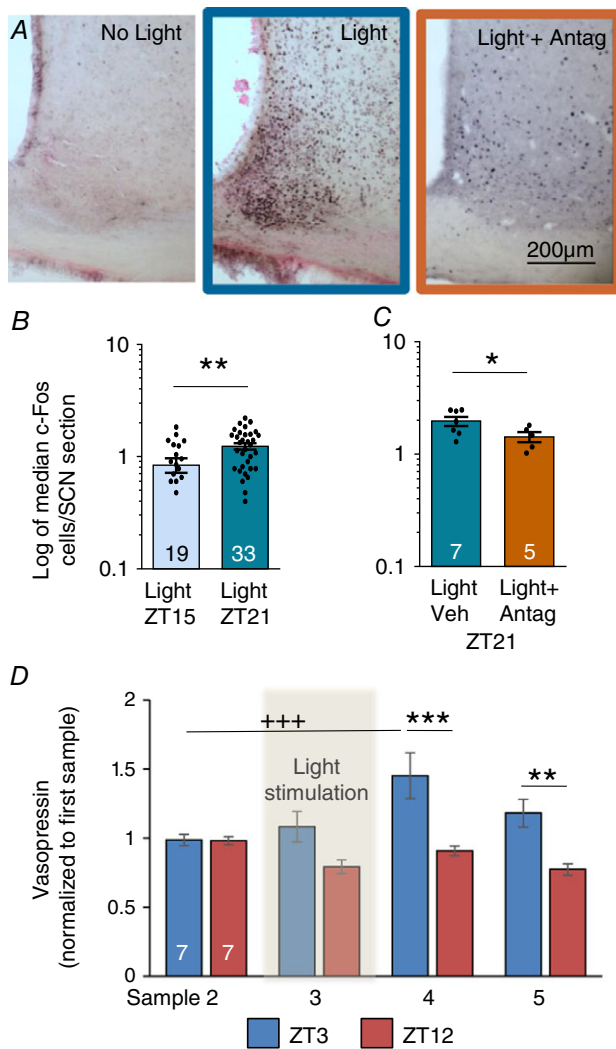 A
No Light
Light
Light + Antag
200µm
B
C
Log of median c-Fos
cells/SCN section
10
1
0.1
**
19
33
Light
ZT15
Light
ZT21
10
1
0.1
*
7
5
Light
Veh
Light+
Antag
ZT21
D
Vasopressin
(normalized to first sample)
2
1.5
1
0.5
0
+++
***
**
Light
stimulation
7
7
Sample 2
3
4
5
ZT3
ZT12